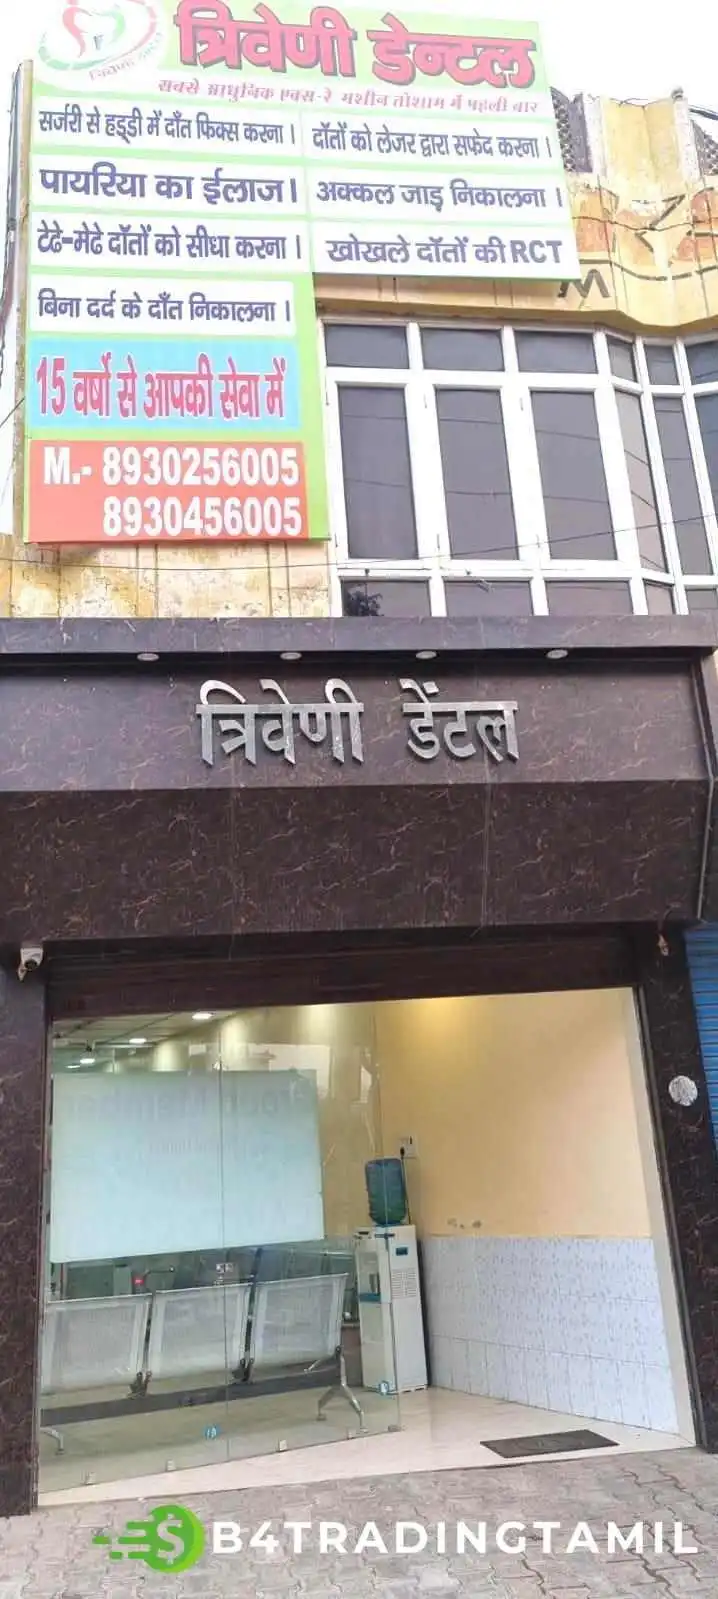 त्रिवेणी डेन्टल
सबसे आधुनिक एक्स-रे मशीन तोशाम में पहली बार
सर्जरी से हड्डी में दाँत फिक्स करना।
दाँतों को लेजर द्वारा सफेद करना।
पायरिया का ईलाज।
अक्कल जाड़ निकालना।
टेढे-मेढे दाँतों को सीधा करना।
खोखले दाँतों की RCT
बिना दर्द के दाँत निकालना।
15 वर्षों से आपकी सेवा में
M.- 8930256005
8930456005
त्रिवेणी डेंटल
B4TRADINGTAMIL